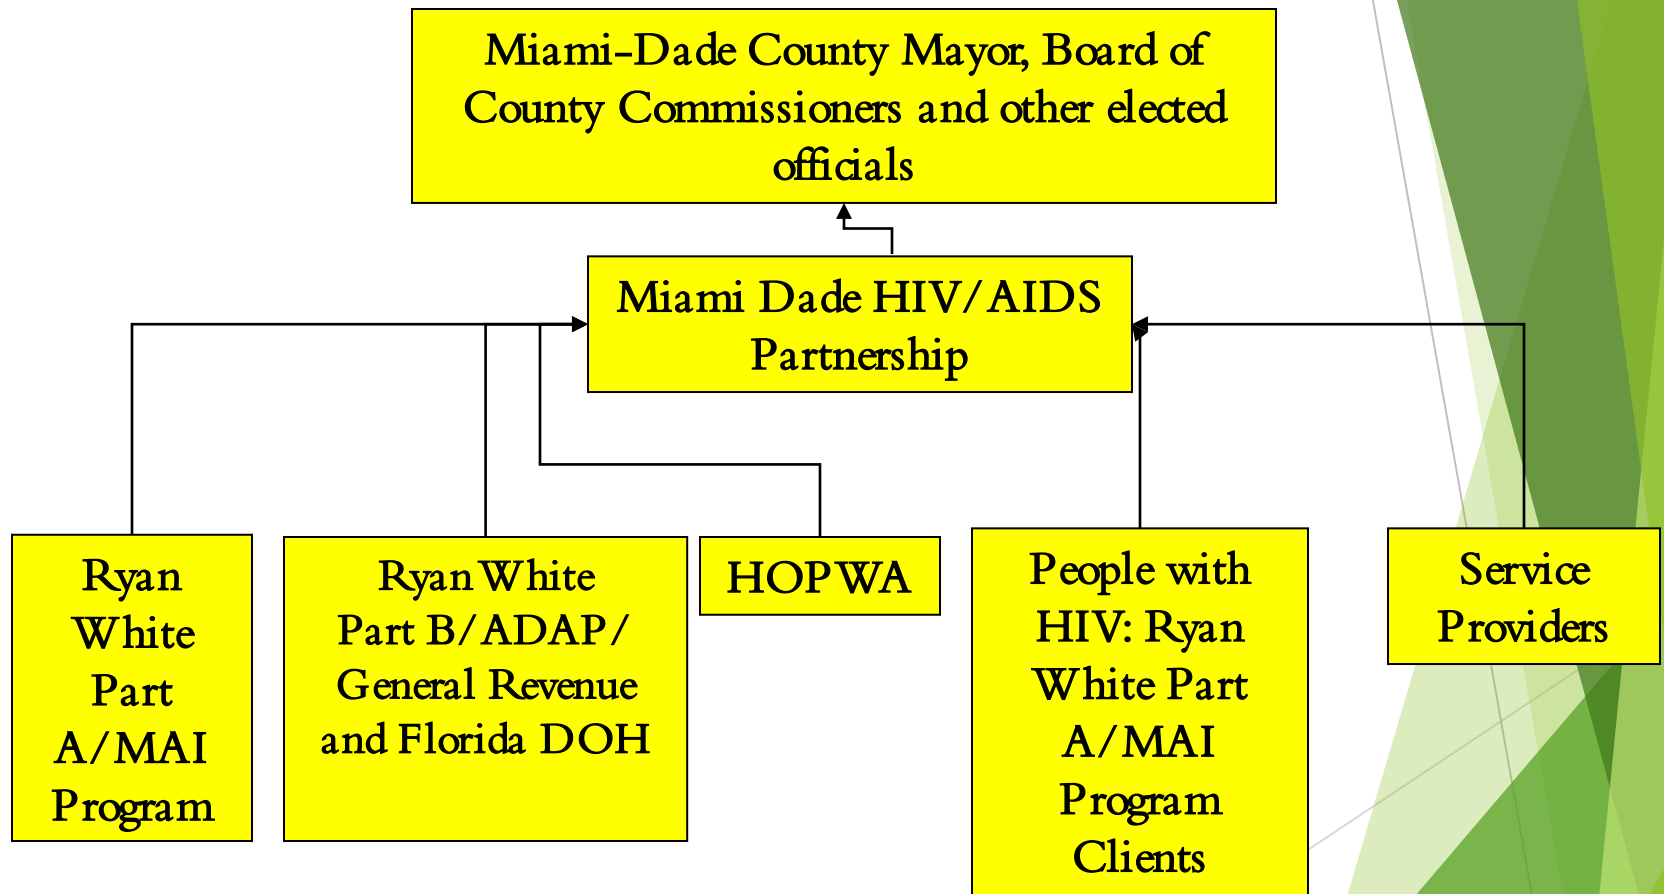 Miami-Dade County Mayor, Board of
County Commissioners and other elected
officials
Miami Dade HIV/AIDS
Partnership
Ryan
White
Part
A/MAI
Program
Ryan White
Part B/ADAP/
General Revenue
and Florida DOH
HOPWA
People with
HIV: Ryan
White Part
A/MAI
Program
Clients
Service
Providers